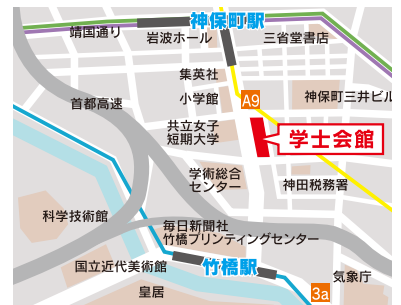 神保町駅
靖国通り
岩波ホール
三省堂書店
集英社
小学館
A9
神保町三井ビル
首都高速
共立女子
短期大学
学士会館
学術総合
センター
神田税務署
科学技術館
毎日新聞社
竹橋プリンティングセンター
国立近代美術館
竹橋駅
気象庁
皇居
3a